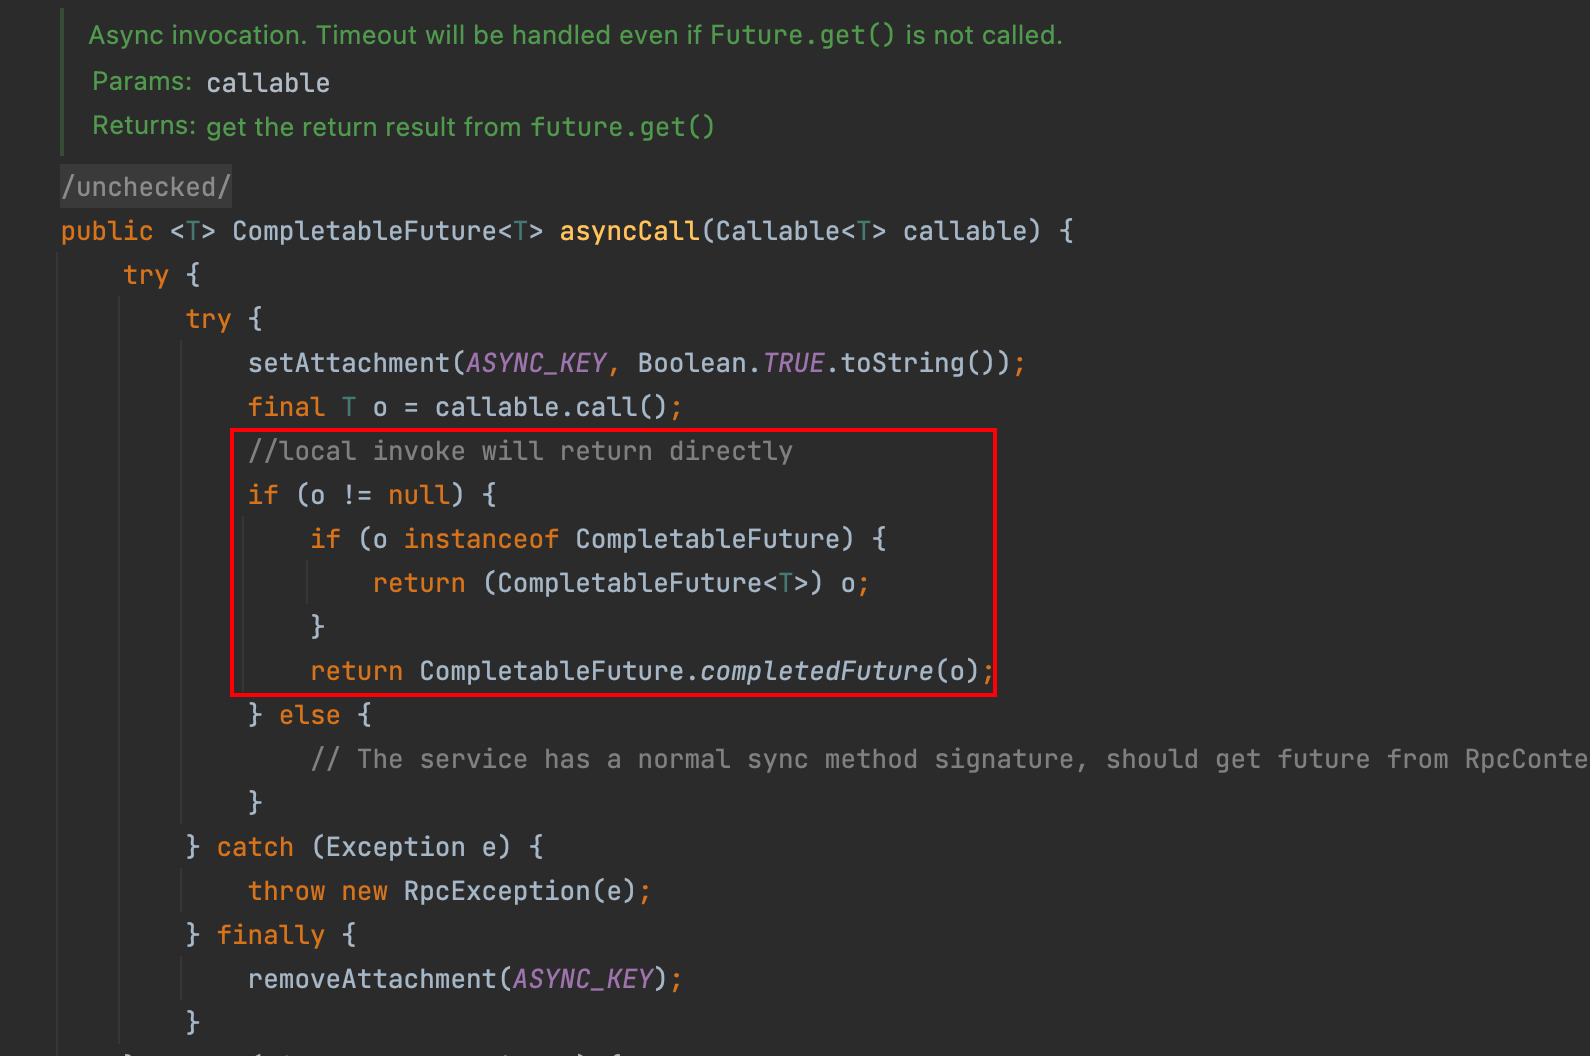 Async invocation. Timeout will be handled even if Future.get() is not called.
Params: callable
Returns: get the return result from future.get()
/unchecked/
public <T> CompletableFuture<T> asyncCall(Callable<T> callable) {
try {
try {
setAttachment(ASYNC_KEY, Boolean.TRUE.toString());
final T o = callable.call();
//local invoke will return directly
if (o != null) {
if (o instanceof CompletableFuture) {
return (CompletableFuture<T>) o;
}
return CompletableFuture.completedFuture(o);
} else {
// The service has a normal sync method signature, should get future from RpcConte
}
} catch (Exception e) {
throw new RpcException(e);
} finally {
removeAttachment(ASYNC_KEY);
}